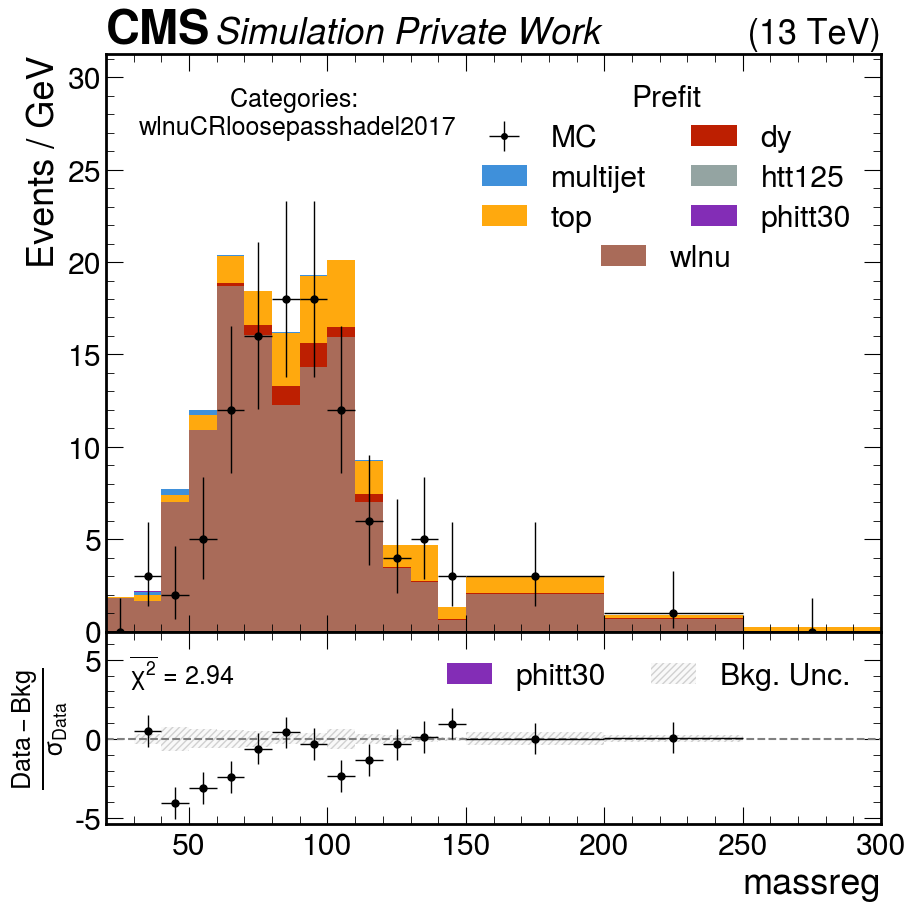 CMS Simulation Private Work (13 TeV)
Events / GeV
30
25
20
15
10
5
0
Categories:
wlnuCRloosepasshadel2017
Prefit
MC dy
multijet htt125
top phitt30
wlnu
Data – Bkg
σData
5
0
-5
χ² = 2.94
phitt30 Bkg. Unc.
50 100 150 200 250 300
massreg